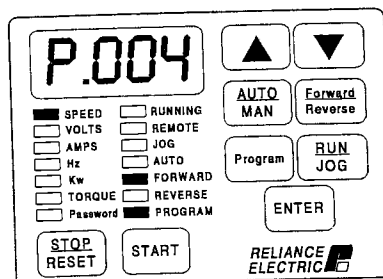 P.004
SPEED
VOLTS
AMPS
Hz
Kw
TORQUE
Password
RUNNING
REMOTE
JOG
AUTO
FORWARD
REVERSE
PROGRAM
AUTO
MAN
Forward
Reverse
Program
RUN
JOG
ENTER
STOP
RESET
START
RELIANCE
ELECTRIC